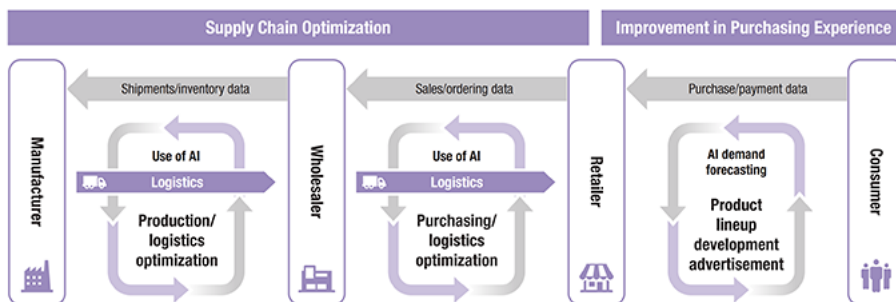 Supply Chain Optimization
Improvement in Purchasing Experience
Manufacturer
Shipments/inventory data
Use of AI
Logistics
Production/
logistics
optimization
Wholesaler
Sales/ordering data
Use of AI
Logistics
Purchasing/
logistics
optimization
Retailer
Purchase/payment data
AI demand
forecasting
Product
lineup
development
advertisement
Consumer